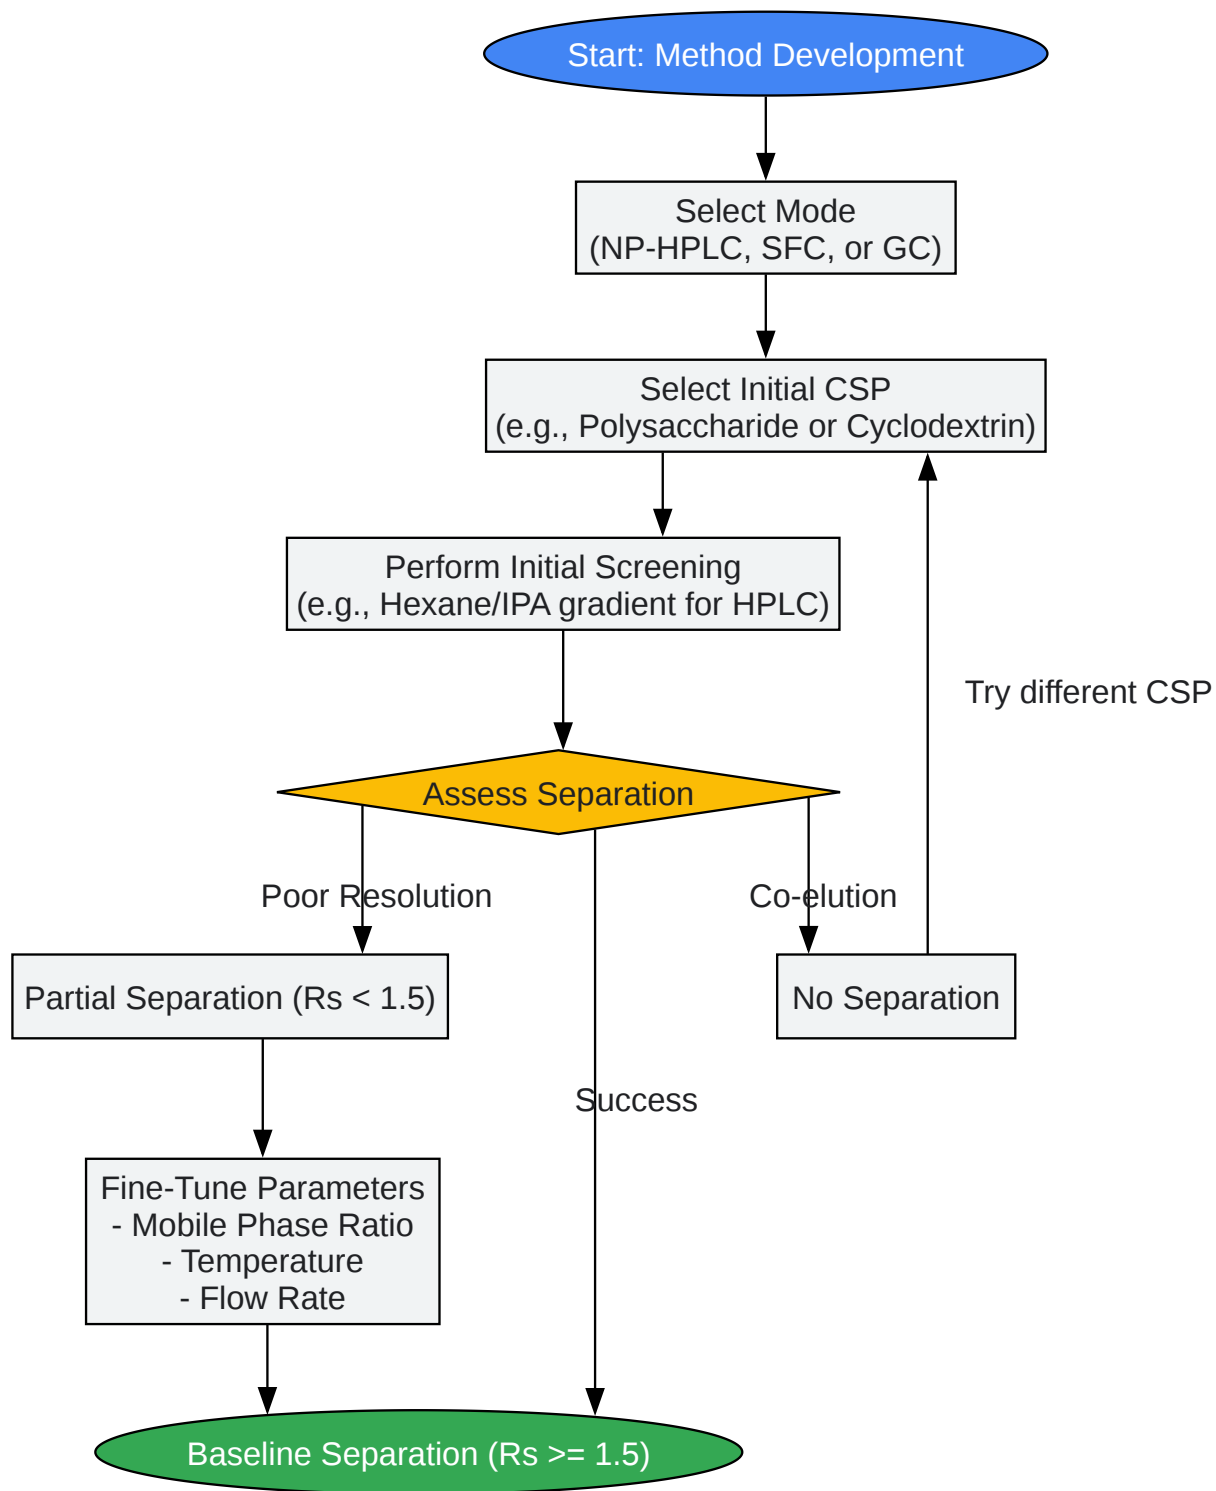 Start: Method Development
Select Mode
(NP-HPLC, SFC, or GC)
Select Initial CSP
(e.g., Polysaccharide or Cyclodextrin)
Perform Initial Screening
(e.g., Hexane/IPA gradient for HPLC)
Try different CSP
Assess Separation
Poor Resolution
Co-elution
Partial Separation (Rs < 1.5)
No Separation
Success
Fine-Tune Parameters
- Mobile Phase Ratio
- Temperature
- Flow Rate
Baseline Separation (Rs >= 1.5)